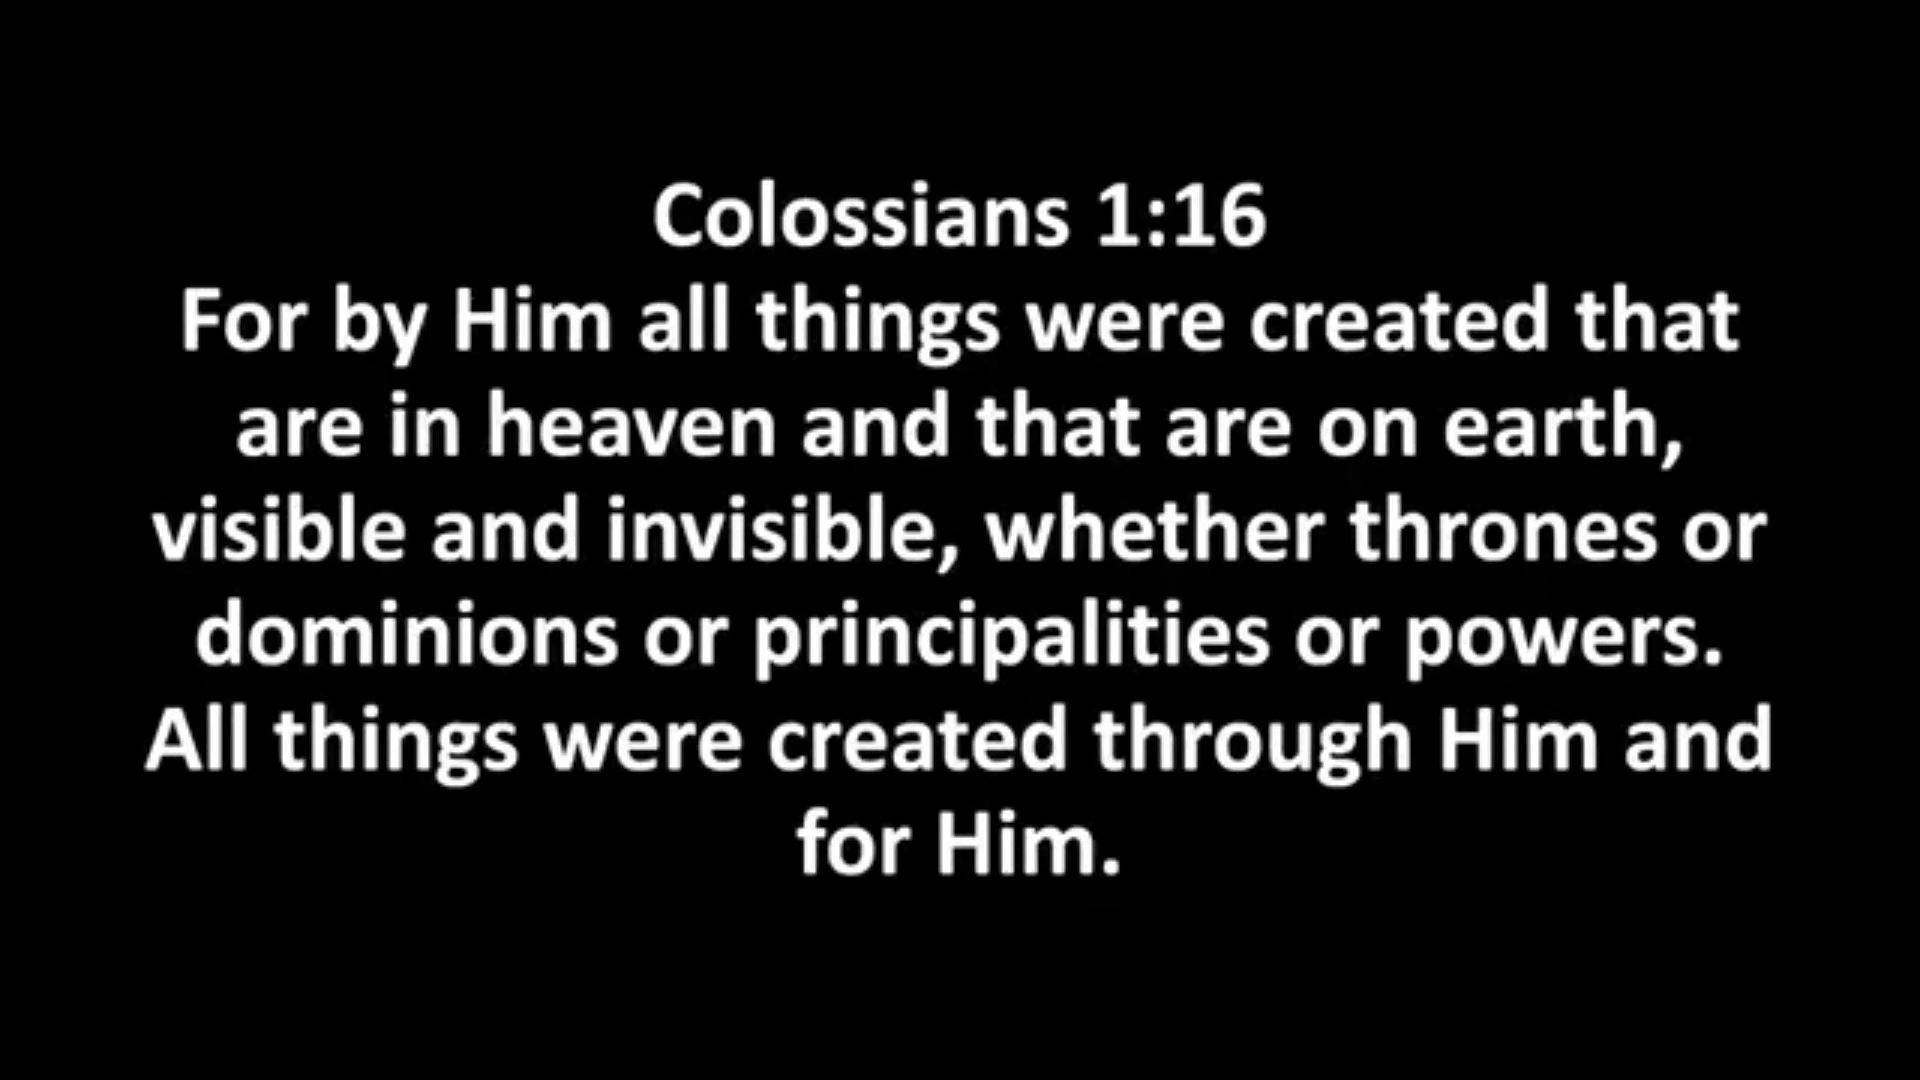 Colossians 1:16
For by Him all things were created that
are in heaven and that are on earth,
visible and invisible, whether thrones or
dominions or principalities or powers.
All things were created through Him and
for Him.